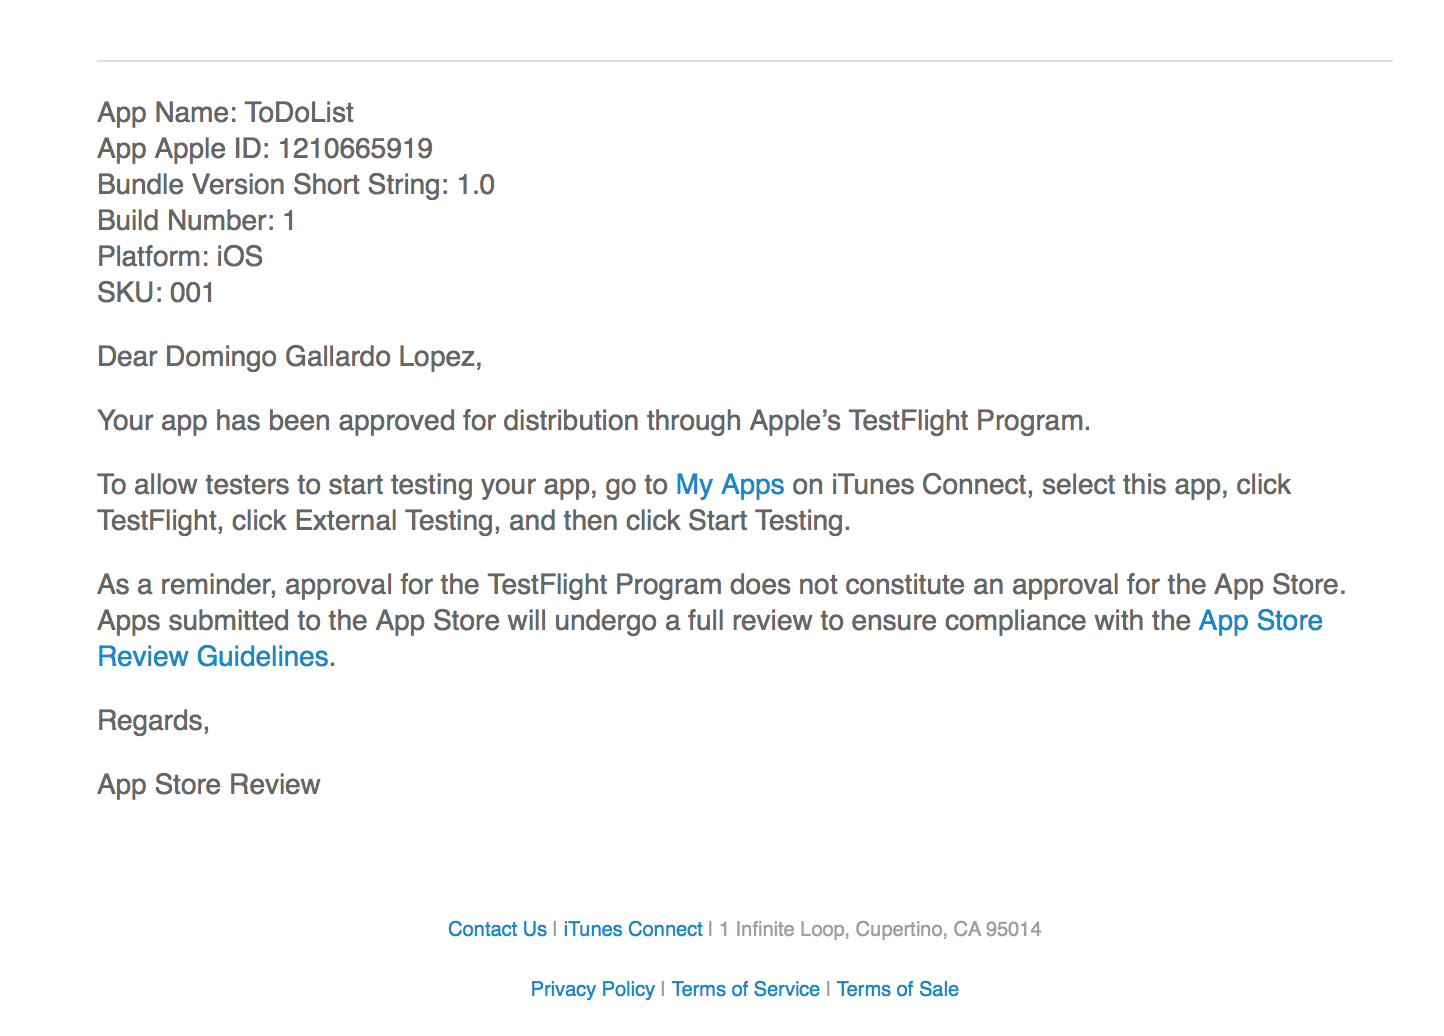 App Name: ToDoList
App Apple ID: 1210665919
Bundle Version Short String: 1.0
Build Number: 1
Platform: iOS
SKU: 001
Dear Domingo Gallardo Lopez,
Your app has been approved for distribution through Apple’s TestFlight Program.
To allow testers to start testing your app, go to My Apps on iTunes Connect, select this app, click
TestFlight, click External Testing, and then click Start Testing.
As a reminder, approval for the TestFlight Program does not constitute an approval for the App Store.
Apps submitted to the App Store will undergo a full review to ensure compliance with the App Store
Review Guidelines.
Regards,
App Store Review
Contact Us | iTunes Connect | 1 Infinite Loop, Cupertino, CA 95014
Privacy Policy | Terms of Service | Terms of Sale